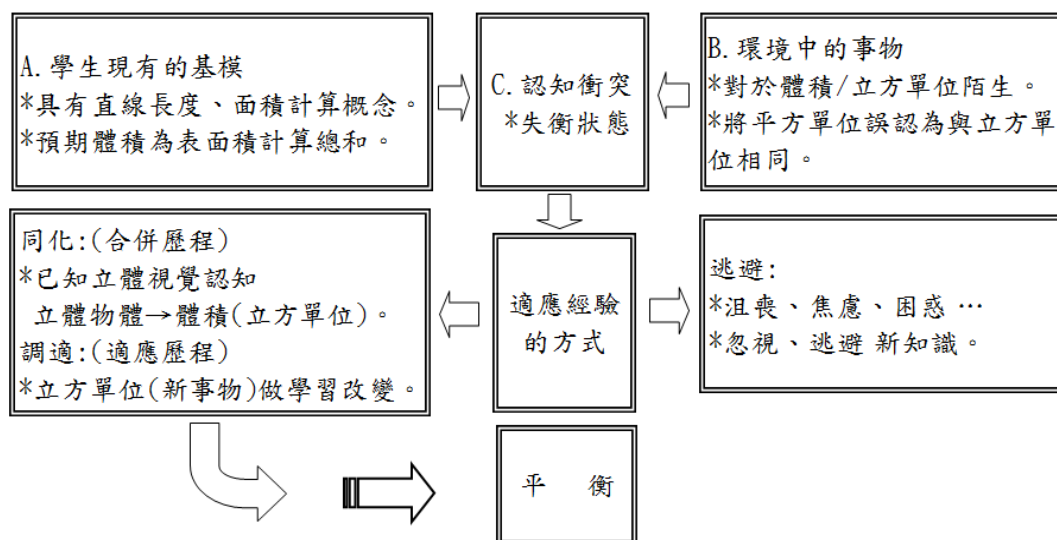 A.學生現有的基模
*具有直線長度、面積計算概念。
*預期體積為表面積計算總和。
C.認知衝突
*失衡狀態
B.環境中的事物
*對於體積/立方單位陌生。
*將平方單位誤認為與立方單
位相同。
同化:(合併歷程)
*已知立體視覺認知
立體物體→體積(立方單位)。
調適:(適應歷程)
*立方單位(新事物)做學習改變。
適應經驗
的方式
逃避:
*沮喪、焦慮、困惑 …
*忽視、逃避 新知識。
平 衡